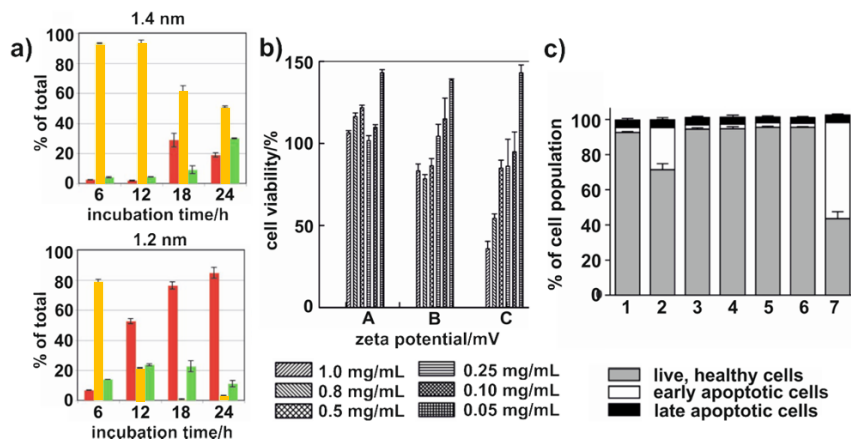 a)
1.4 nm
% of total
100
80
60
40
20
0
6 12 18 24
incubation time/h
1.2 nm
% of total
100
80
60
40
20
0
6 12 18 24
incubation time/h
b)
cell viability/%
150
100
50
0
A B C
zeta potential/mV
1.0 mg/mL
0.8 mg/mL
0.5 mg/mL
0.25 mg/mL
0.10 mg/mL
0.05 mg/mL
c)
% of cell population
100
80
60
40
20
0
1 2 3 4 5 6 7
live, healthy cells
early apoptotic cells
late apoptotic cells